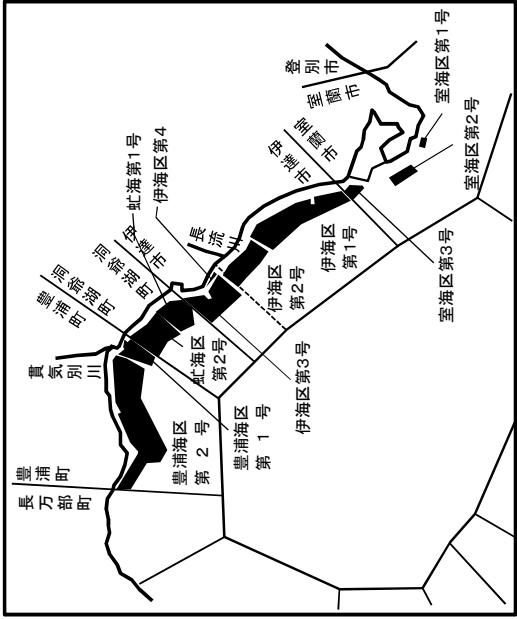 登別市
室蘭市
室海区第1号
室海区第2号
室蘭市
伊達市
伊海区第4
虻海第1号
長流川
伊達市
洞爺湖町
洞爺湖町
豊浦町
貫気別川
伊海区
第1号
室海区第3号
伊海区
第2号
伊海区第3号
虻海区
第2号
豊浦海区
第1号
豊浦海区
第2号
豊浦町
長万部町